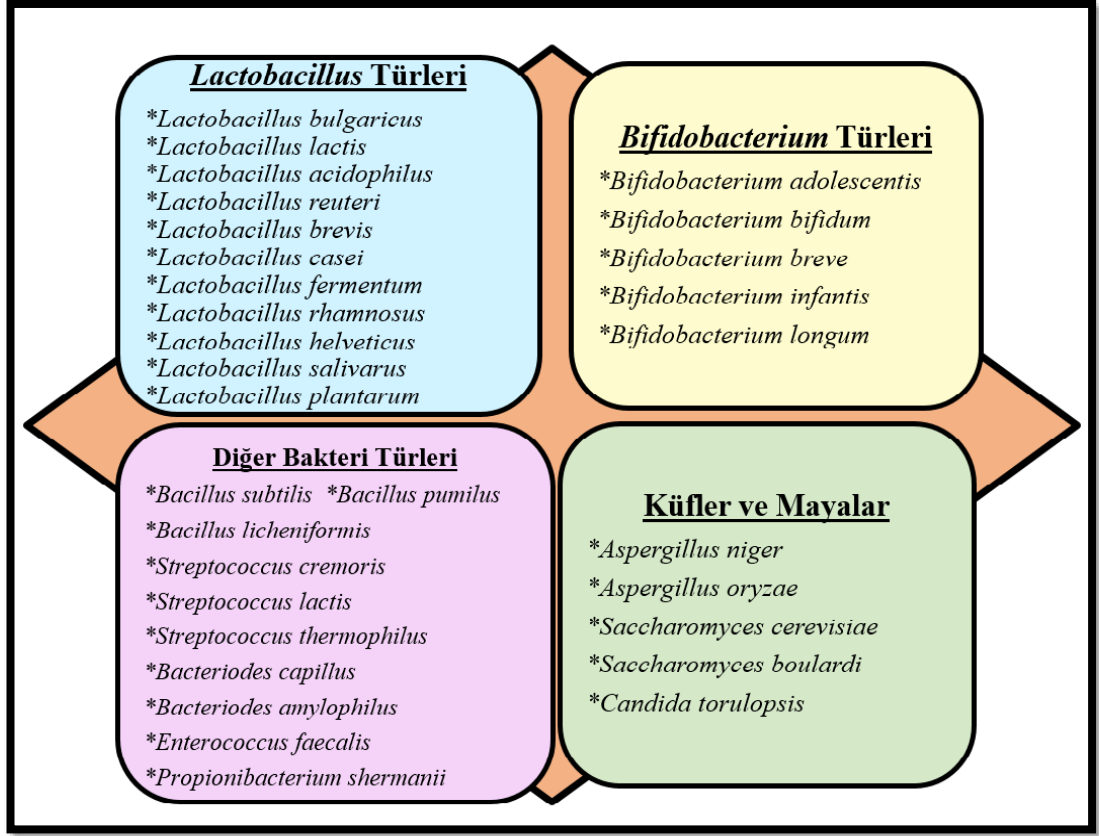 Lactobacillus Türleri
*Lactobacillus bulgaricus
*Lactobacillus lactis
*Lactobacillus acidophilus
*Lactobacillus reuteri
*Lactobacillus brevis
*Lactobacillus casei
*Lactobacillus fermentum
*Lactobacillus rhamnosus
*Lactobacillus helveticus
*Lactobacillus salivarus
*Lactobacillus plantarum
Bifidobacterium Türleri
*Bifidobacterium adolescentis
*Bifidobacterium bifidum
*Bifidobacterium breve
*Bifidobacterium infantis
*Bifidobacterium longum
Diğer Bakteri Türleri
*Bacillus subtilis *Bacillus pumilus
*Bacillus licheniformis
*Streptococcus cremoris
*Streptococcus lactis
*Streptococcus thermophilus
*Bacteriodes capillus
*Bacteriodes amylophilus
*Enterococcus faecalis
*Propionibacterium shermanii
Küfler ve Mayalar
*Aspergillus niger
*Aspergillus oryzae
*Saccharomyces cerevisiae
*Saccharomyces boulardi
*Candida torulopsis